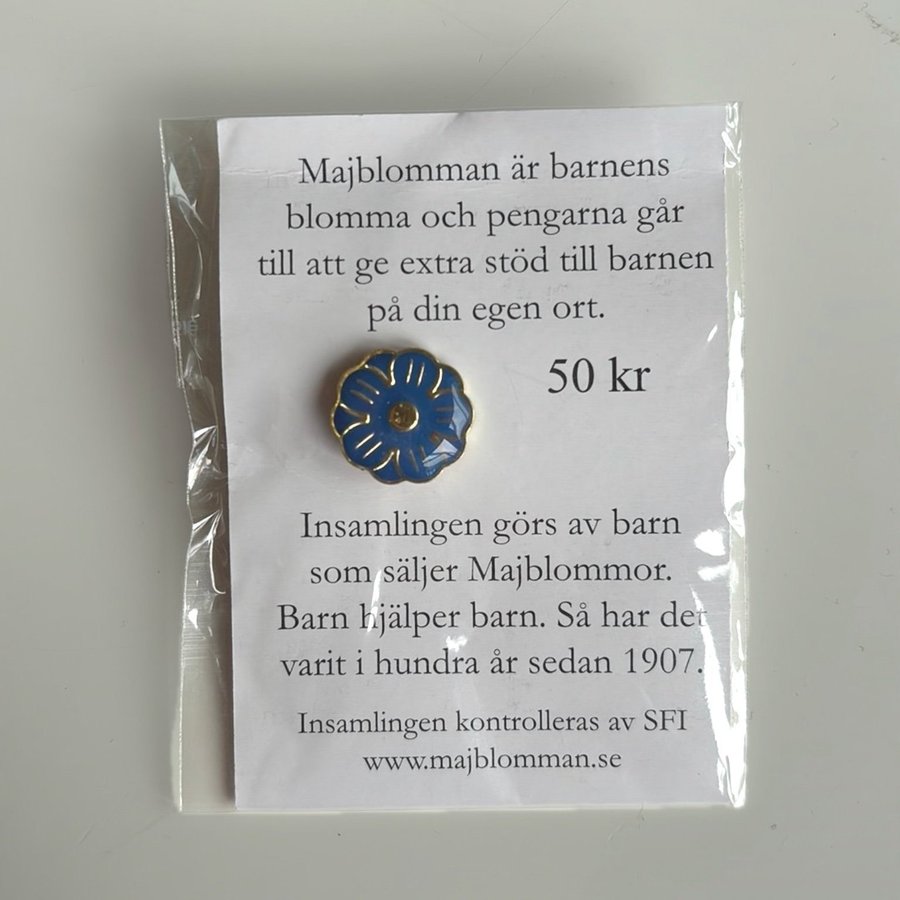 Majblomman är barnens
blomma och pengarna går
till att ge extra stöd till barnen
på din egen ort.
50 kr
Insamlingen görs av barn
som säljer Majblommor.
Barn hjälper barn. Så har det
varit i hundra år sedan 1907.
Insamlingen kontrolleras av SFI
www.majblomman.se